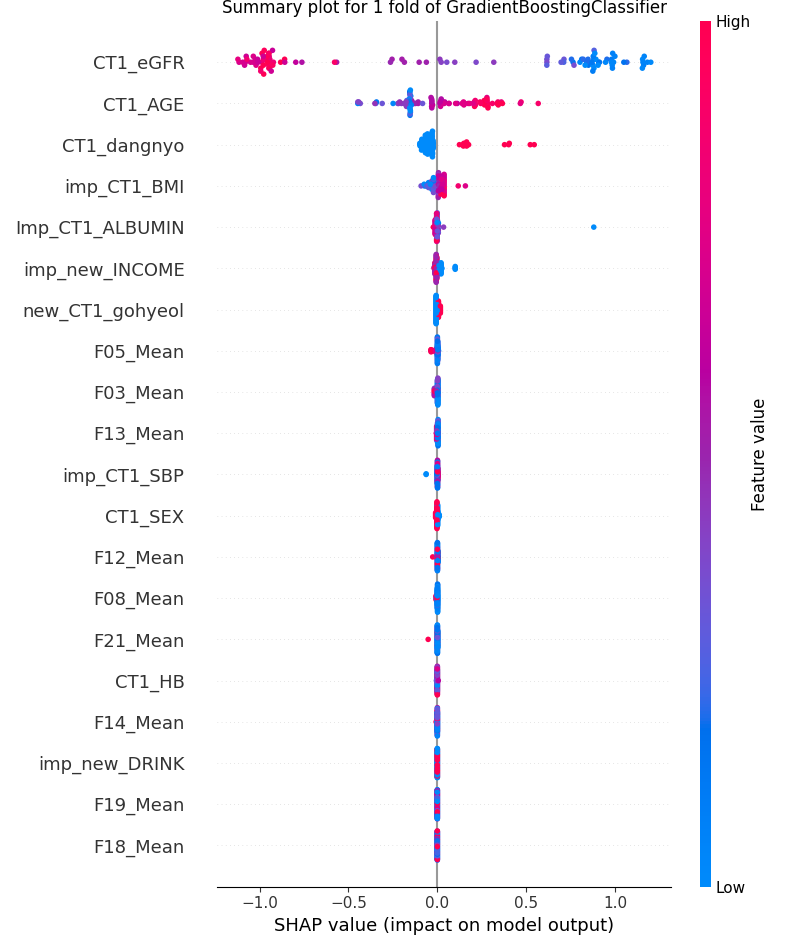 Summary plot for 1 fold of GradientBoostingClassifier
High
CT1_eGFR
CT1_AGE
CT1_dangnyo
imp_CT1_BMI
Imp_CT1_ALBUMIN
imp_new_INCOME
new_CT1_gohyeol
F05_Mean
F03_Mean
F13_Mean
imp_CT1_SBP
CT1_SEX
F12_Mean
F08_Mean
F21_Mean
CT1_HB
F14_Mean
imp_new_DRINK
F19_Mean
F18_Mean
Feature value
Low
−1.0 −0.5 0.0 0.5 1.0
SHAP value (impact on model output)